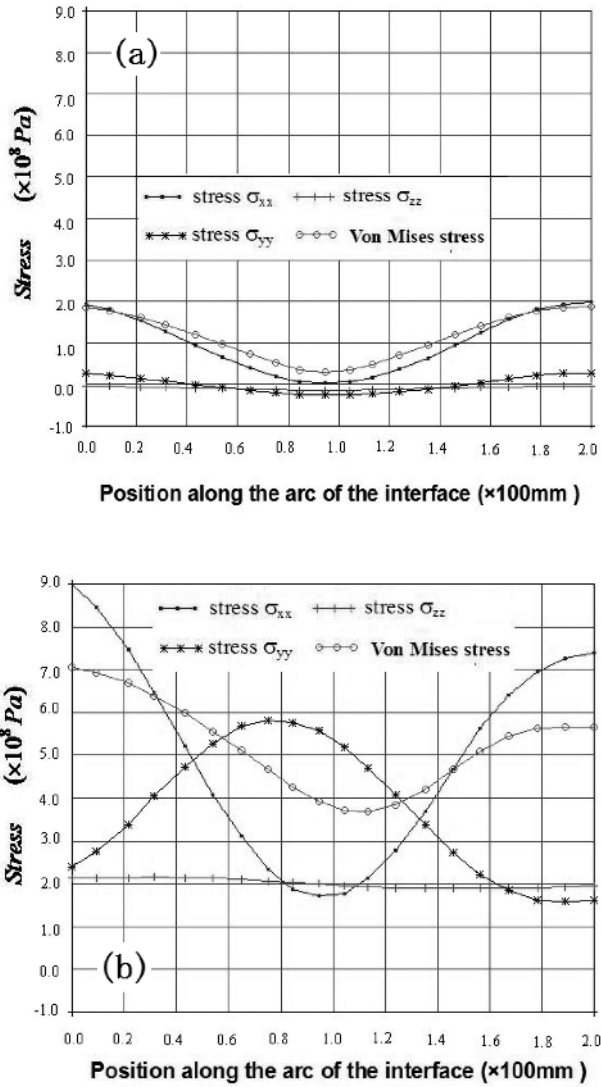 (a)
9.0
8.0
7.0
6.0
5.0
4.0
3.0
2.0
1.0
0.0
-1.0
Stress (×10⁸ Pa)
stress σxx stress σzz
stress σyy Von Mises stress
0.0 0.2 0.4 0.6 0.8 1.0 1.2 1.4 1.6 1.8 2.0
Position along the arc of the interface (×100mm )
9.0
8.0
7.0
6.0
5.0
4.0
3.0
2.0
1.0
0.0
-1.0
Stress (×10⁸ Pa)
stress σxx stress σzz
stress σyy Von Mises stress
(b)
0.0 0.2 0.4 0.6 0.8 1.0 1.2 1.4 1.6 1.8 2.0
Position along the arc of the interface (×100mm )